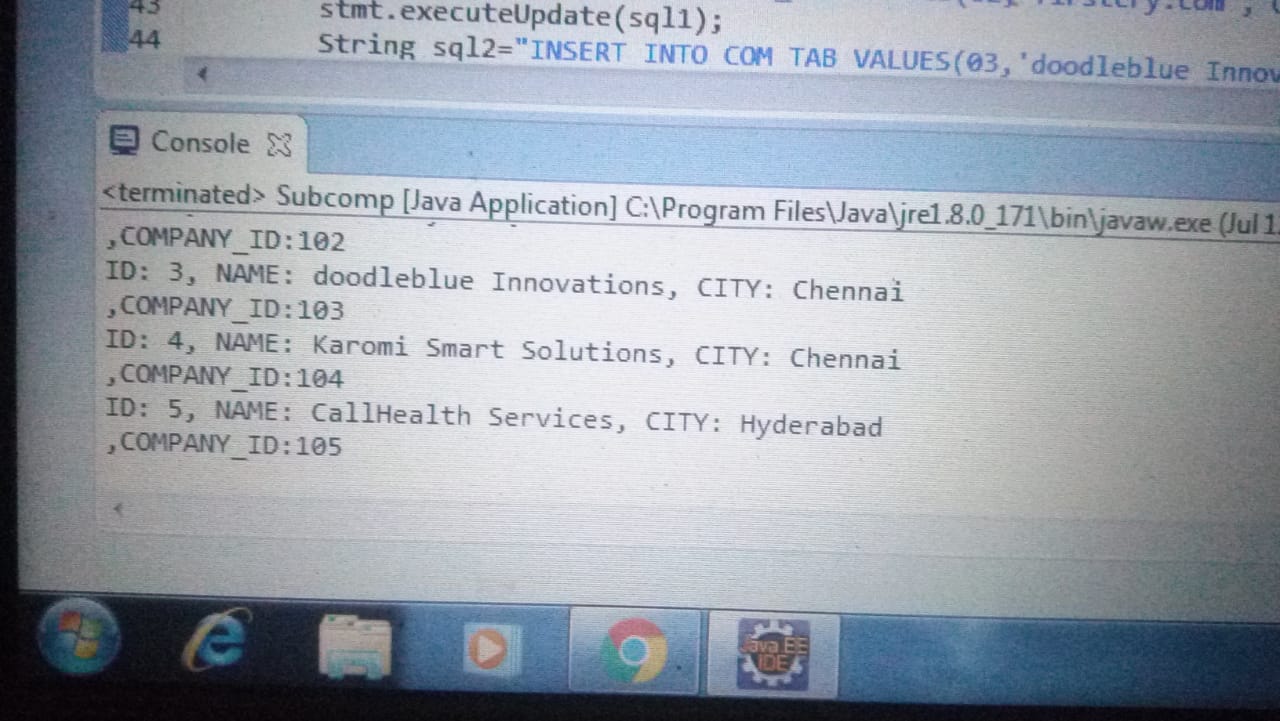 43 stmt.executeUpdate(sql1);
44 String sql2="INSERT INTO COM TAB VALUES(03,'doodleblue Innov
Console
<terminated> Subcomp [Java Application] C:\Program Files\Java\jre1.8.0_171\bin\javaw.exe (Jul 1
,COMPANY_ID:102
ID: 3, NAME: doodleblue Innovations, CITY: Chennai
,COMPANY_ID:103
ID: 4, NAME: Karomi Smart Solutions, CITY: Chennai
,COMPANY_ID:104
ID: 5, NAME: CallHealth Services, CITY: Hyderabad
,COMPANY_ID:105
Java EE
IDE